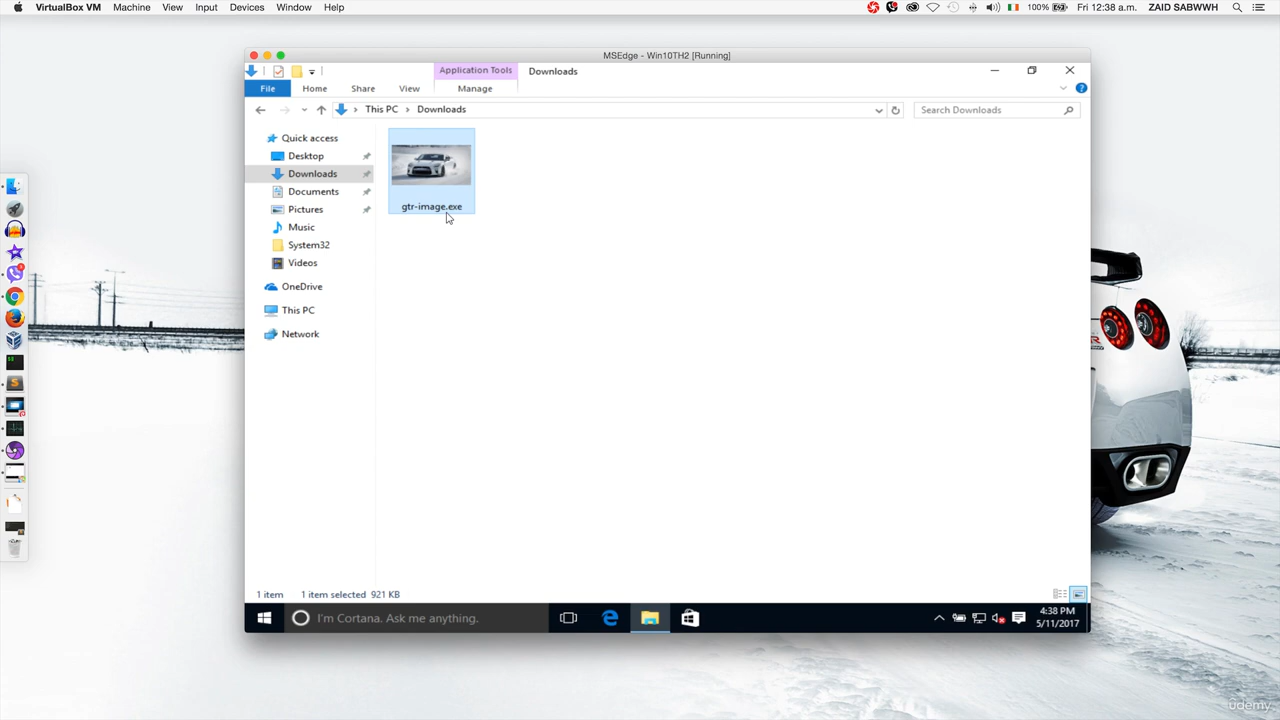 VirtualBox VM Machine View Input Devices Window Help 100% Fri 12:38 a.m. ZAID SABWWH
MSEdge - Win10TH2 [Running]
Application Tools Downloads
File Home Share View Manage
This PC Downloads Search Downloads
Quick access
Desktop
Downloads
Documents
Pictures
Music
System32
Videos
OneDrive
This PC
Network
gtr-image.exe
1 item 1 item selected 921 KB
I'm Cortana. Ask me anything.
4:38 PM
5/11/2017
ûdemy